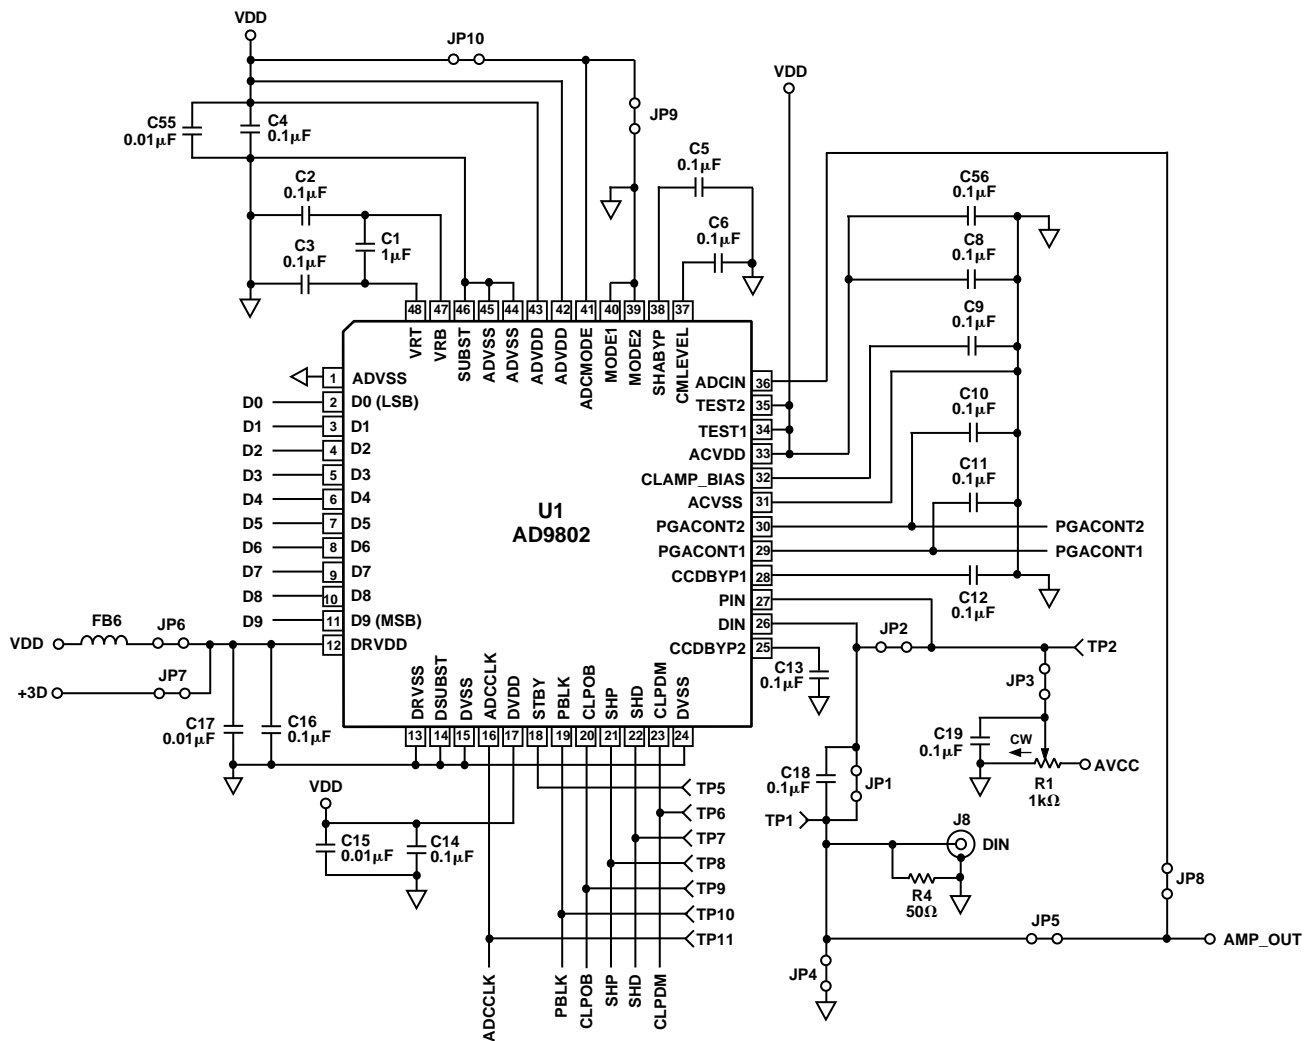 VDD
JP10
VDD
JP9
C55
0.01μF
C4
0.1μF
C5
0.1μF
C2
0.1μF
C56
0.1μF
C3
0.1μF
C1
1μF
C6
0.1μF
C8
0.1μF
C9
0.1μF
C10
0.1μF
C11
0.1μF
C12
0.1μF
48 47 46 45 44 43 42 41 40 39 38 37
VRT
VRB
SUBST
ADVSS
ADVSS
ADVDD
ADVDD
ADCMODE
MODE1
MODE2
SHABYP
CMLEVEL
1 ADVSS
D0 2 D0 (LSB)
D1 3 D1
D2 4 D2
D3 5 D3
D4 6 D4
D5 7 D5
D6 8 D6
D7 9 D7
D8 10 D8
D9 11 D9 (MSB)
12 DRVDD
U1
AD9802
ADCIN 36
TEST2 35
TEST1 34
ACVDD 33
CLAMP_BIAS 32
ACVSS 31
PGACONT2 30 PGACONT2
PGACONT1 29 PGACONT1
CCDBYP1 28
PIN 27
DIN 26
CCDBYP2 25
VDD
FB6
JP6
+3D
JP7
C17
0.01μF
C16
0.1μF
DRVSS
DSUBST
DVSS
ADCCLK
DVDD
STBY
PBLK
CLPOB
SHP
SHD
CLPDM
DVSS
13 14 15 16 17 18 19 20 21 22 23 24
JP2
TP2
C13
0.1μF
JP3
C19
0.1μF
CW
R1
1kΩ
AVCC
C18
0.1μF
JP1
TP1
VDD
C15
0.01μF
C14
0.1μF
TP5
TP6
TP7
TP8
TP9
TP10
TP11
J8
DIN
R4
50Ω
JP8
JP5
AMP_OUT
JP4
ADCCLK
PBLK
CLPOB
SHP
SHD
CLPDM